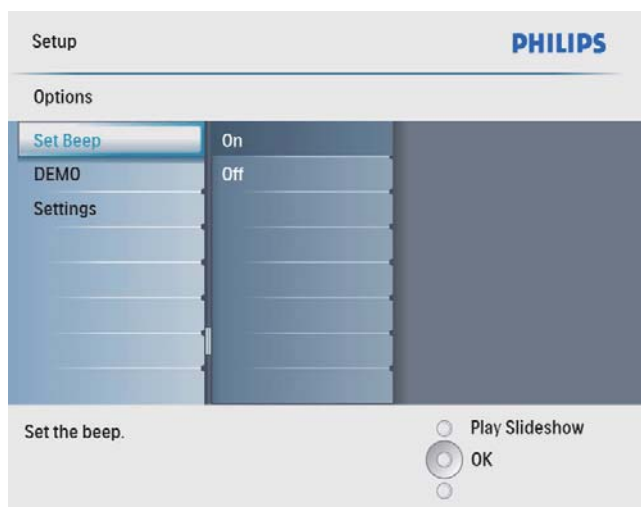 Setup
PHILIPS
Options
Set Beep
On
DEMO
Off
Settings
Set the beep.
Play Slideshow
OK